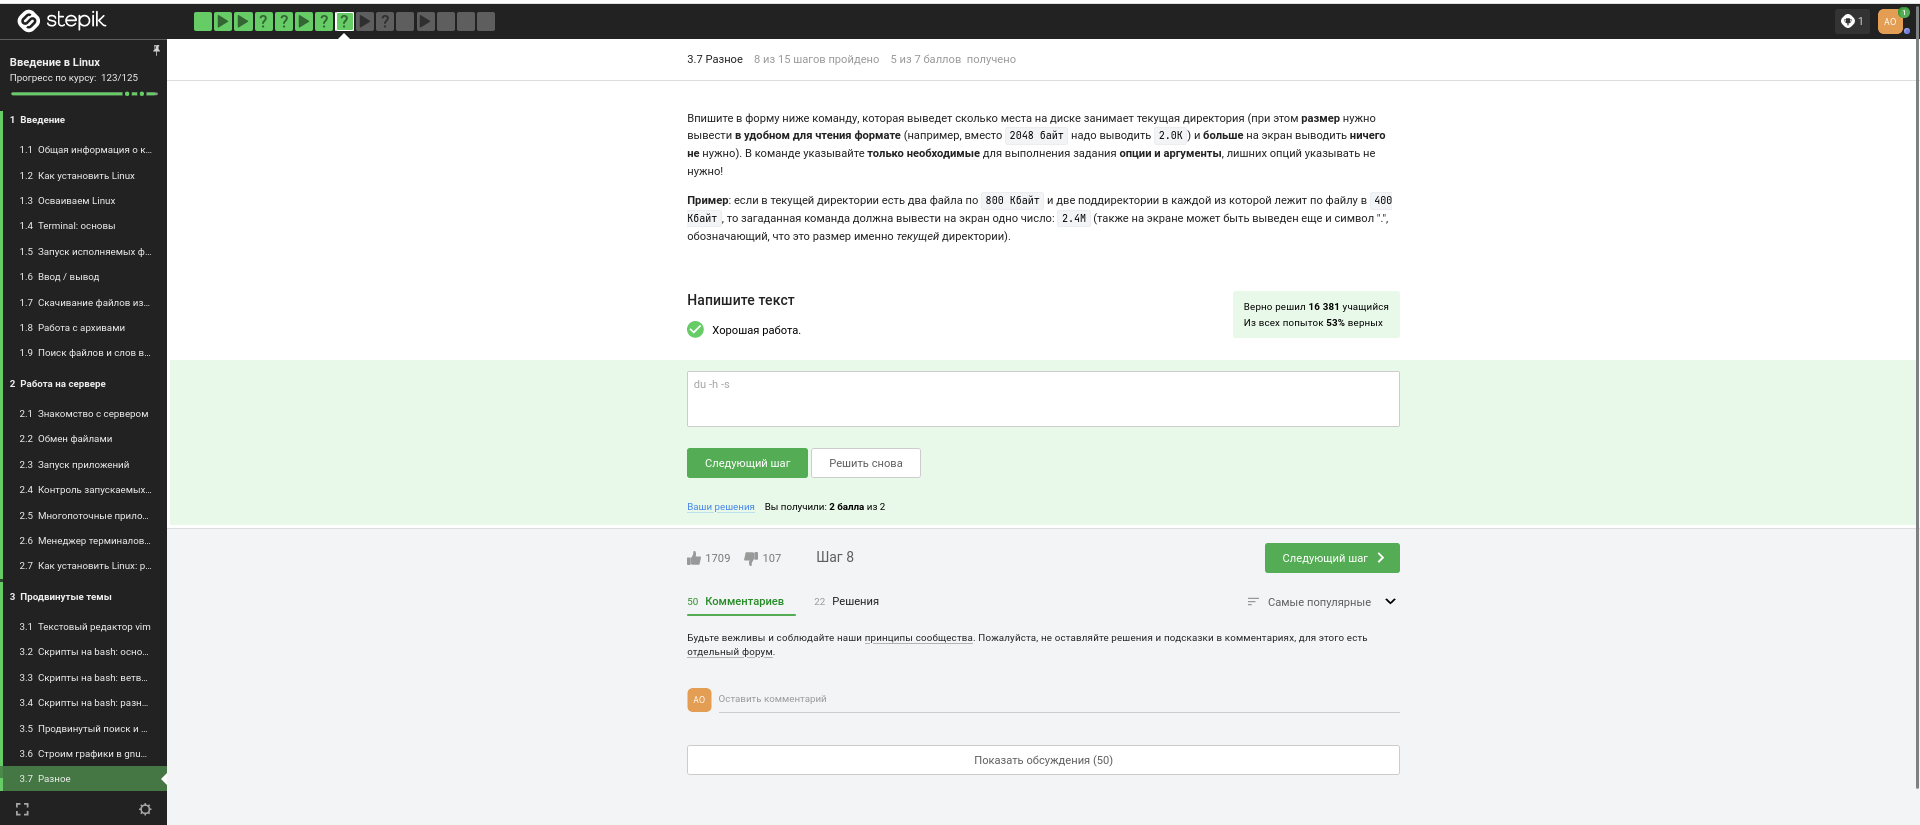 stepik
1
АО
1
Введение в Linux
Прогресс по курсу: 123/125
1 Введение
1.1 Общая информация о к...
1.2 Как установить Linux
1.3 Осваиваем Linux
1.4 Terminal: основы
1.5 Запуск исполняемых ф...
1.6 Ввод / вывод
1.7 Скачивание файлов из...
1.8 Работа с архивами
1.9 Поиск файлов и слов в...
2 Работа на сервере
2.1 Знакомство с сервером
2.2 Обмен файлами
2.3 Запуск приложений
2.4 Контроль запускаемых...
2.5 Многопоточные прило...
2.6 Менеджер терминалов...
2.7 Как установить Linux: р...
3 Продвинутые темы
3.1 Текстовый редактор vim
3.2 Скрипты на bash: осно...
3.3 Скрипты на bash: ветв...
3.4 Скрипты на bash: разн...
3.5 Продвинутый поиск и ...
3.6 Строим графики в gnu...
3.7 Разное
3.7 Разное 8 из 15 шагов пройдено 5 из 7 баллов получено
Впишите в форму ниже команду, которая выведет сколько места на диске занимает текущая директория (при этом размер нужно
вывести в удобном для чтения формате (например, вместо 2048 байт надо выводить 2.0K ) и больше на экран выводить ничего
не нужно). В команде указывайте только необходимые для выполнения задания опции и аргументы, лишних опций указывать не
нужно!
Пример: если в текущей директории есть два файла по 800 Кбайт и две поддиректории в каждой из которой лежит по файлу в 400
Кбайт , то загаданная команда должна вывести на экран одно число: 2.4M (также на экране может быть выведен еще и символ ".",
обозначающий, что это размер именно текущей директории).
Напишите текст
Хорошая работа.
Верно решил 16 381 учащийся
Из всех попыток 53% верных
du -h -s
Следующий шаг
Решить снова
Ваши решения Вы получили: 2 балла из 2
1709 107 Шаг 8
Следующий шаг
50 Комментариев 22 Решения
Самые популярные
Будьте вежливы и соблюдайте наши принципы сообщества. Пожалуйста, не оставляйте решения и подсказки в комментариях, для этого есть
отдельный форум.
АО Оставить комментарий
Показать обсуждения (50)